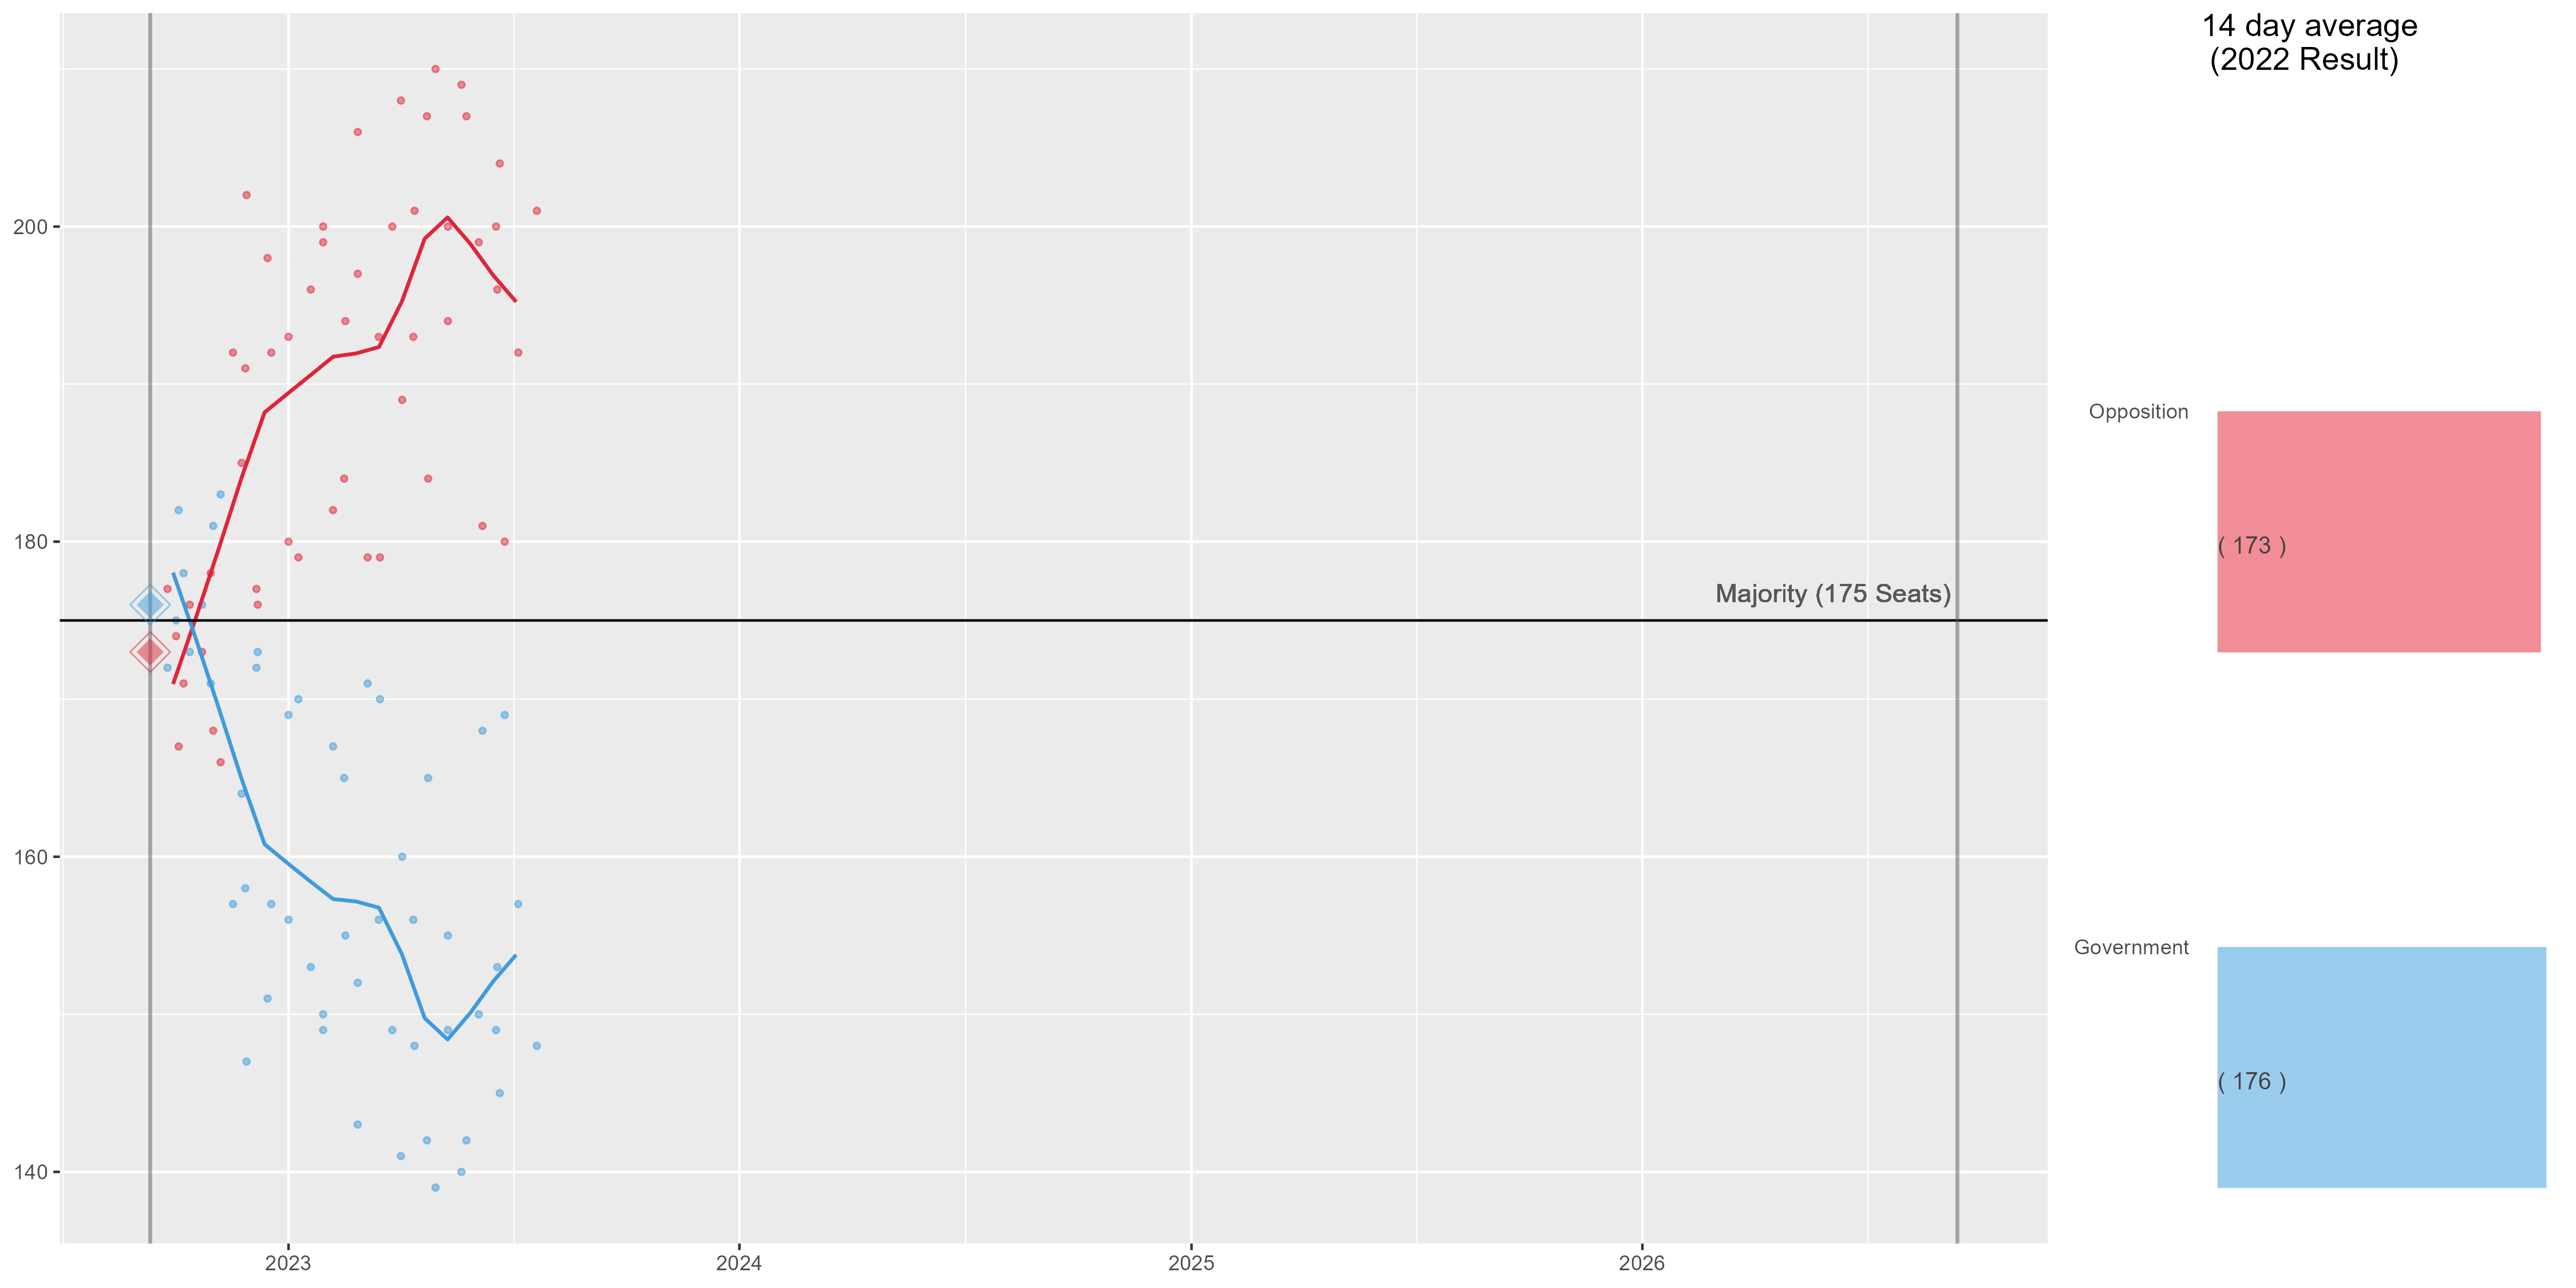 14 day average
(2022 Result)
200
180
160
140
Majority (175 Seats)
2023
2024
2025
2026
Opposition
( 173 )
Government
( 176 )